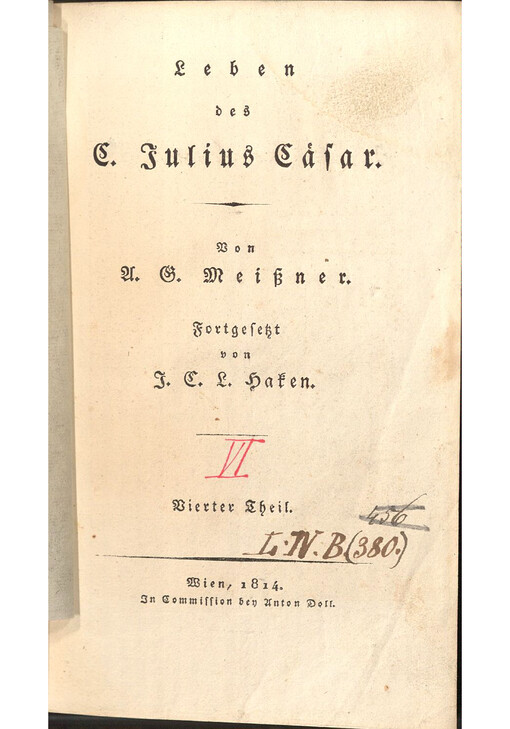 Leben
des
C. Julius Cäsar.
Von
A. G. Meißner.
Fortgesetzt
von
J. C. L. Haken.
VI
Vierter Theil.
456
L. IV. B (380.)
Wien, 1814.
In Commission bey Anton Doll.